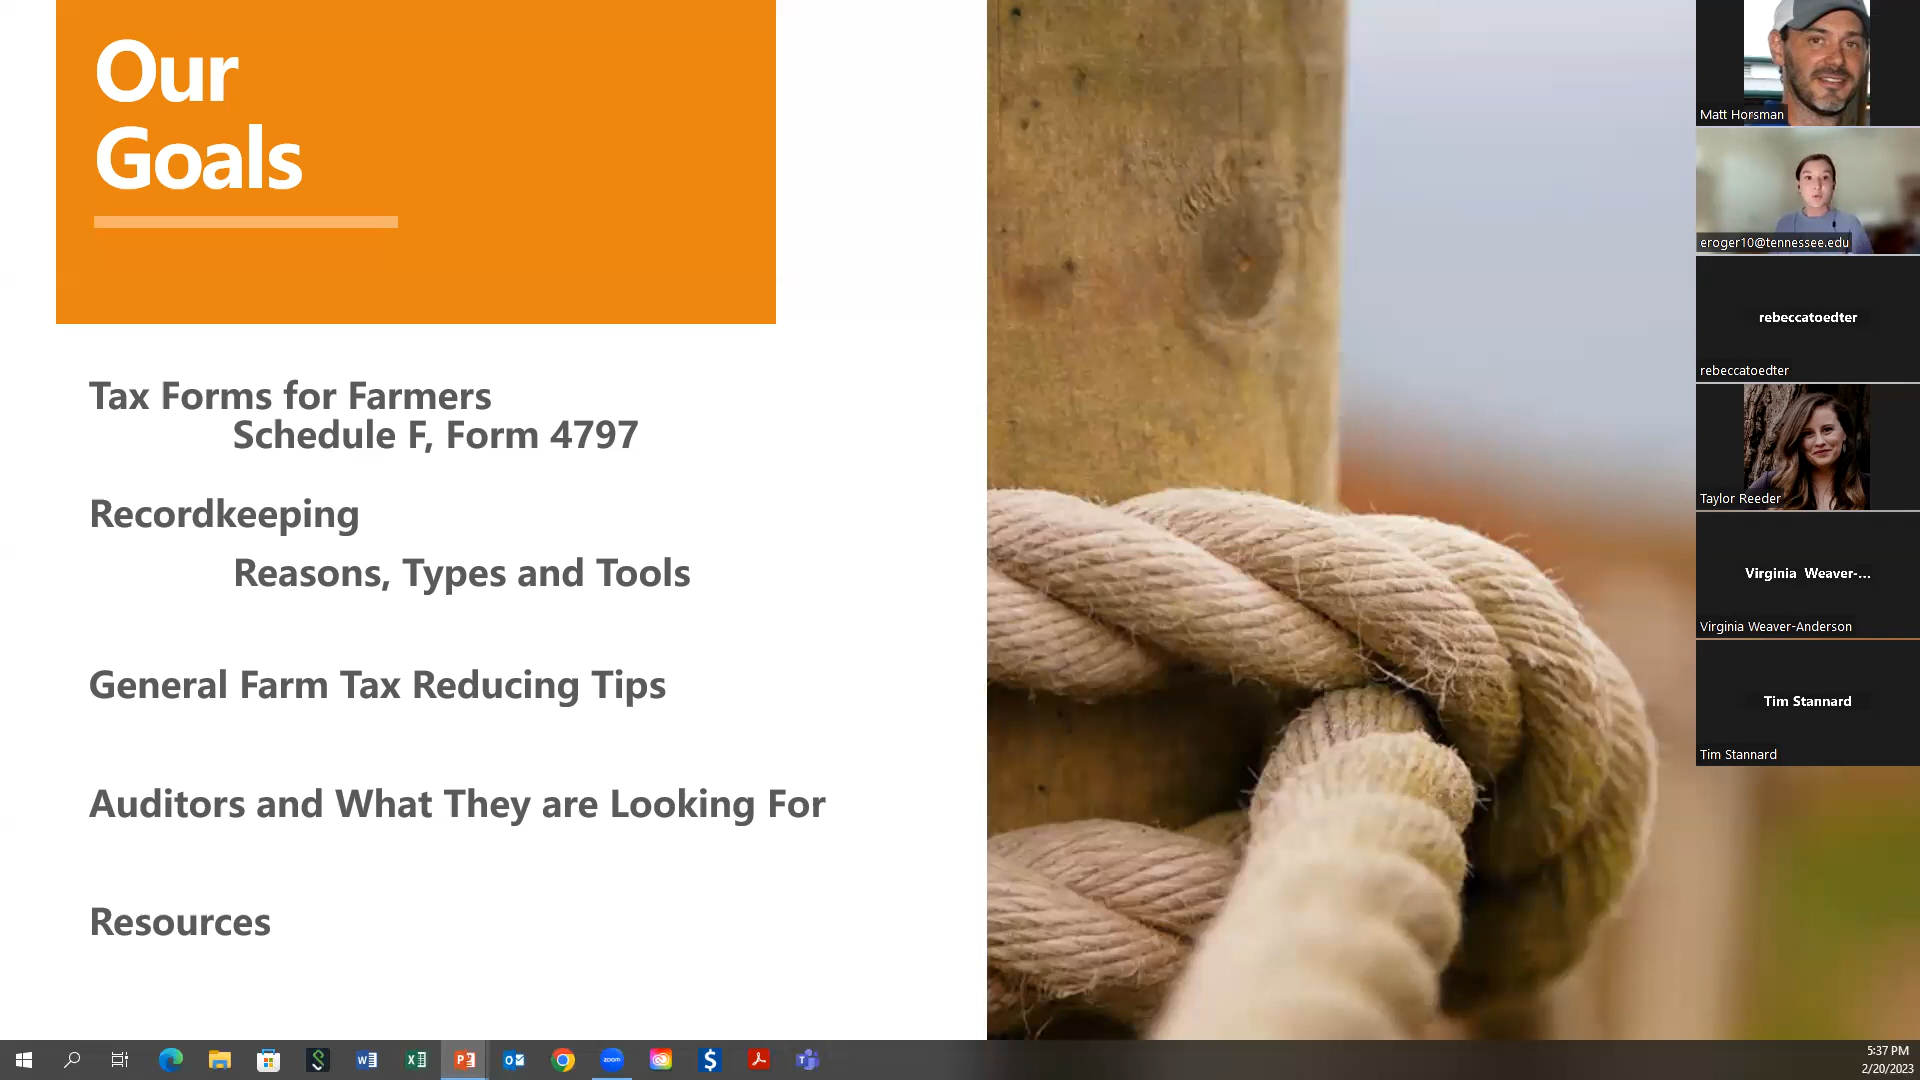 Our
Goals
Tax Forms for Farmers
Schedule F, Form 4797
Recordkeeping
Reasons, Types and Tools
General Farm Tax Reducing Tips
Auditors and What They are Looking For
Resources
Matt Horsman
eroger10@tennessee.edu
rebeccatoedter
rebeccatoedter
Taylor Reeder
Virginia Weaver-...
Virginia Weaver-Anderson
Tim Stannard
Tim Stannard
zoom
5:37 PM
2/20/2023